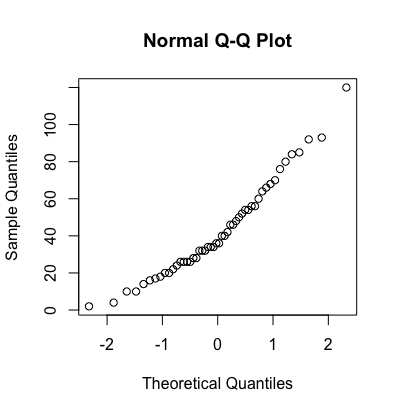 Normal Q-Q Plot
Sample Quantiles
0 20 40 60 80 100
-2 -1 0 1 2
Theoretical Quantiles